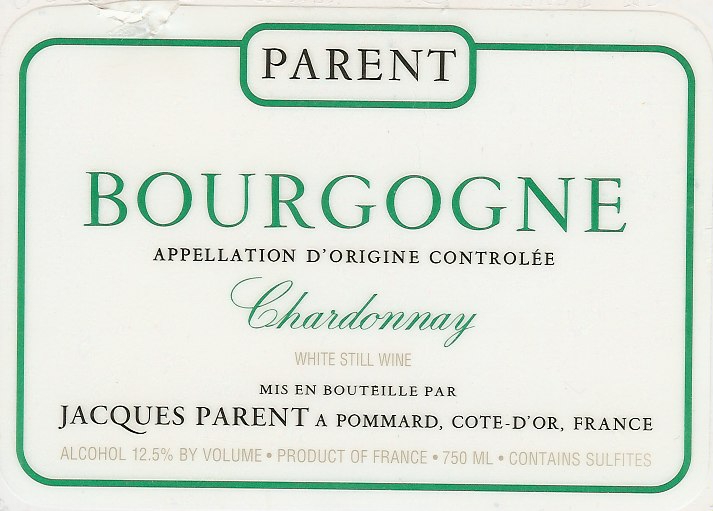 PARENT
BOURGOGNE
APPELLATION D'ORIGINE CONTROLÉE
Chardonnay
WHITE STILL WINE
MIS EN BOUTEILLE PAR
JACQUES PARENT A POMMARD, COTE-D'OR, FRANCE
ALCOHOL 12.5% BY VOLUME • PRODUCT OF FRANCE • 750 ML • CONTAINS SULFITES